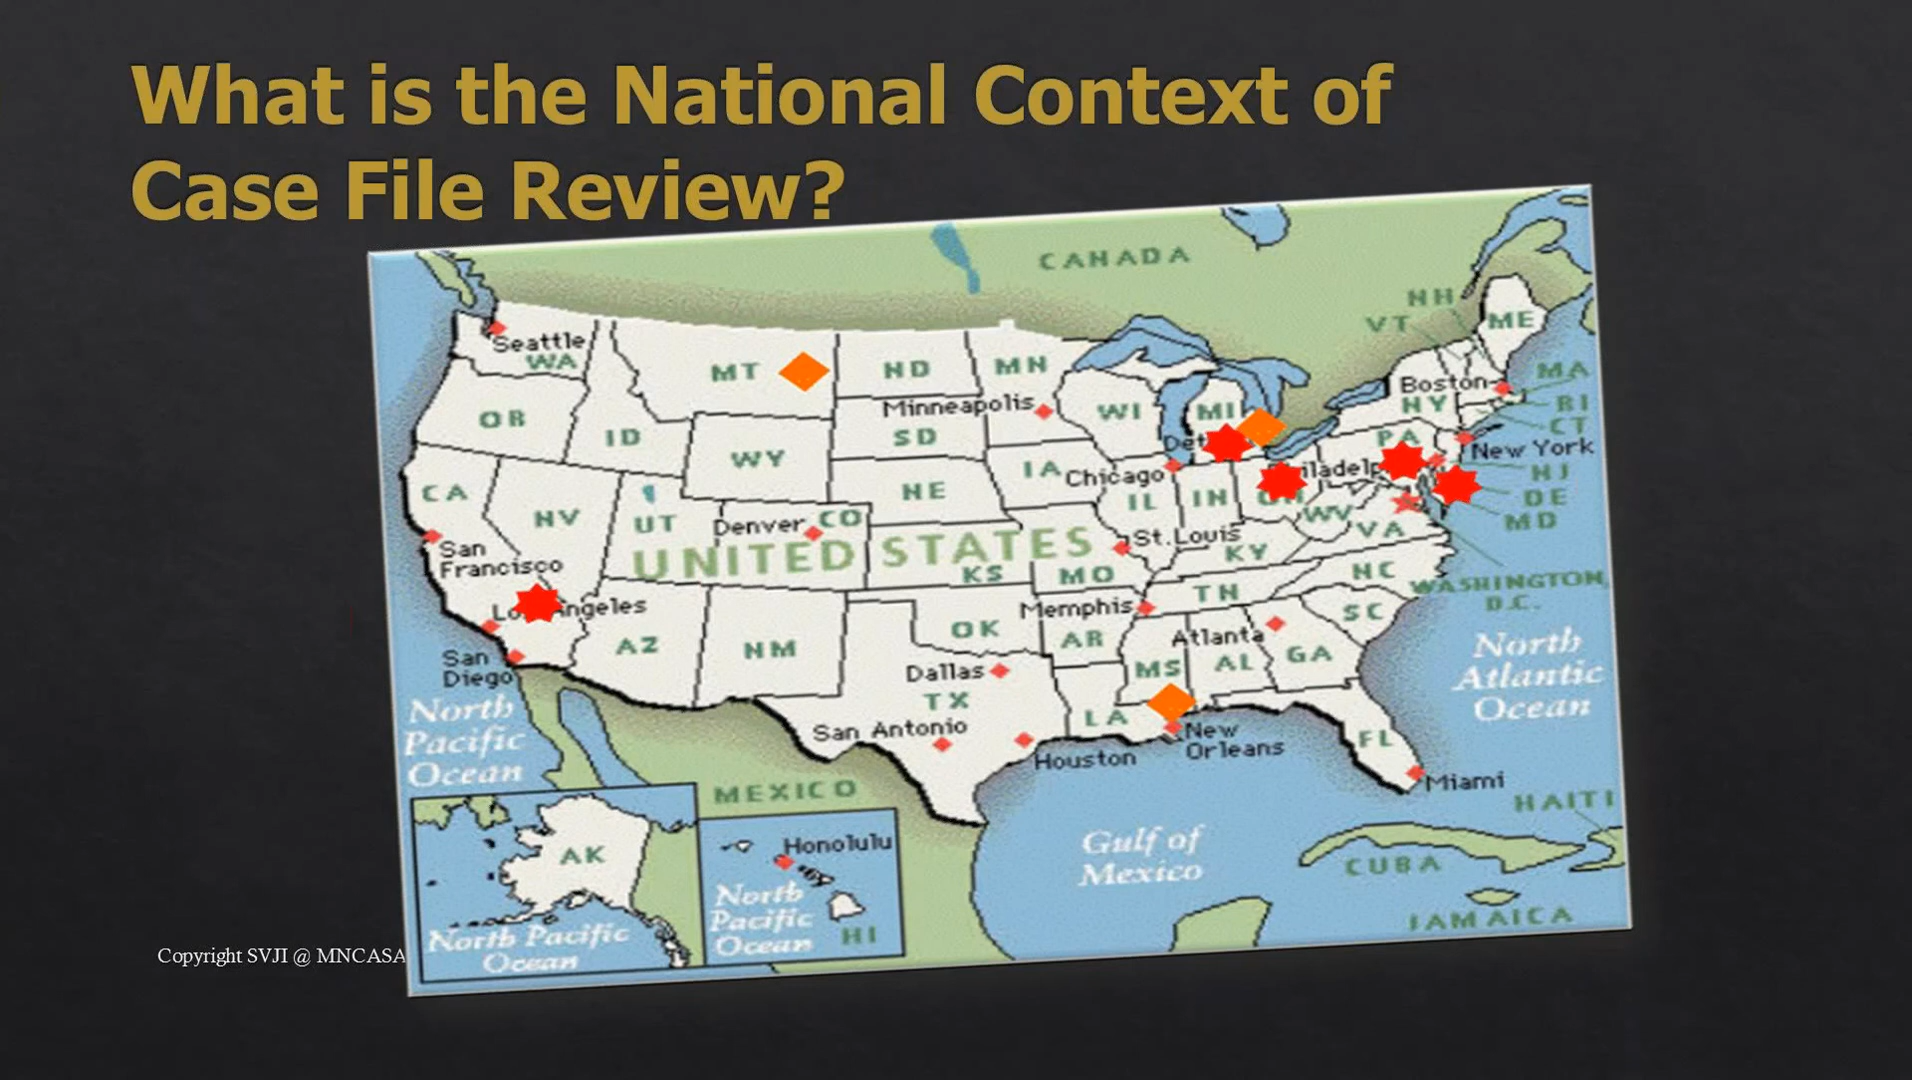 What is the National Context of
Case File Review?
CANADA
NH
VT
ME
Seattle
WA
MT
ND
MN
MA
Boston
OR
Minneapolis
WI
MI
NY
RI
CT
ID
SD
PA
New York
WY
IA
Chicago
NJ
CA
NE
IL
IN
DE
NV
UT
Denver
CO
WV
MD
VA
St. Louis
San
Francisco
UNITED STATES
KY
KS
MO
NC
WASHINGTON,
D.C.
TN
Memphis
SC
AZ
NM
OK
AR
Atlanta
GA
North
Atlantic
Ocean
San
Diego
Dallas
MS
AL
TX
LA
North
Pacific
Ocean
San Antonio
New
Orleans
FL
Houston
Miami
MEXICO
HAITI
Gulf of
Mexico
CUBA
JAMAICA
AK
Honolulu
North
Pacific
Ocean
HI
North Pacific
Ocean
Copyright SVJI @ MNCASA